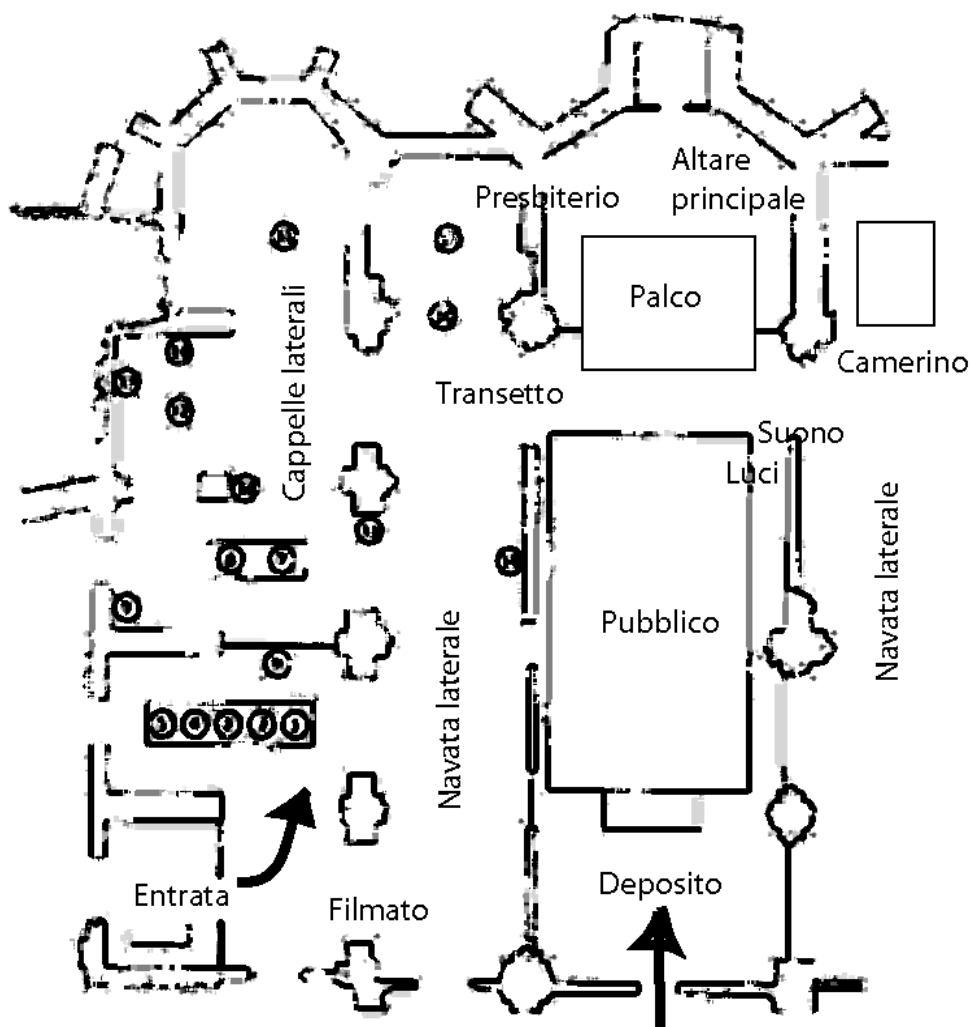 Altare
principale
Presbiterio
Palco
Camerino
Transetto
Cappelle laterali
Suono
Luci
Navata laterale
Pubblico
Navata laterale
Entrata
Filmato
Deposito